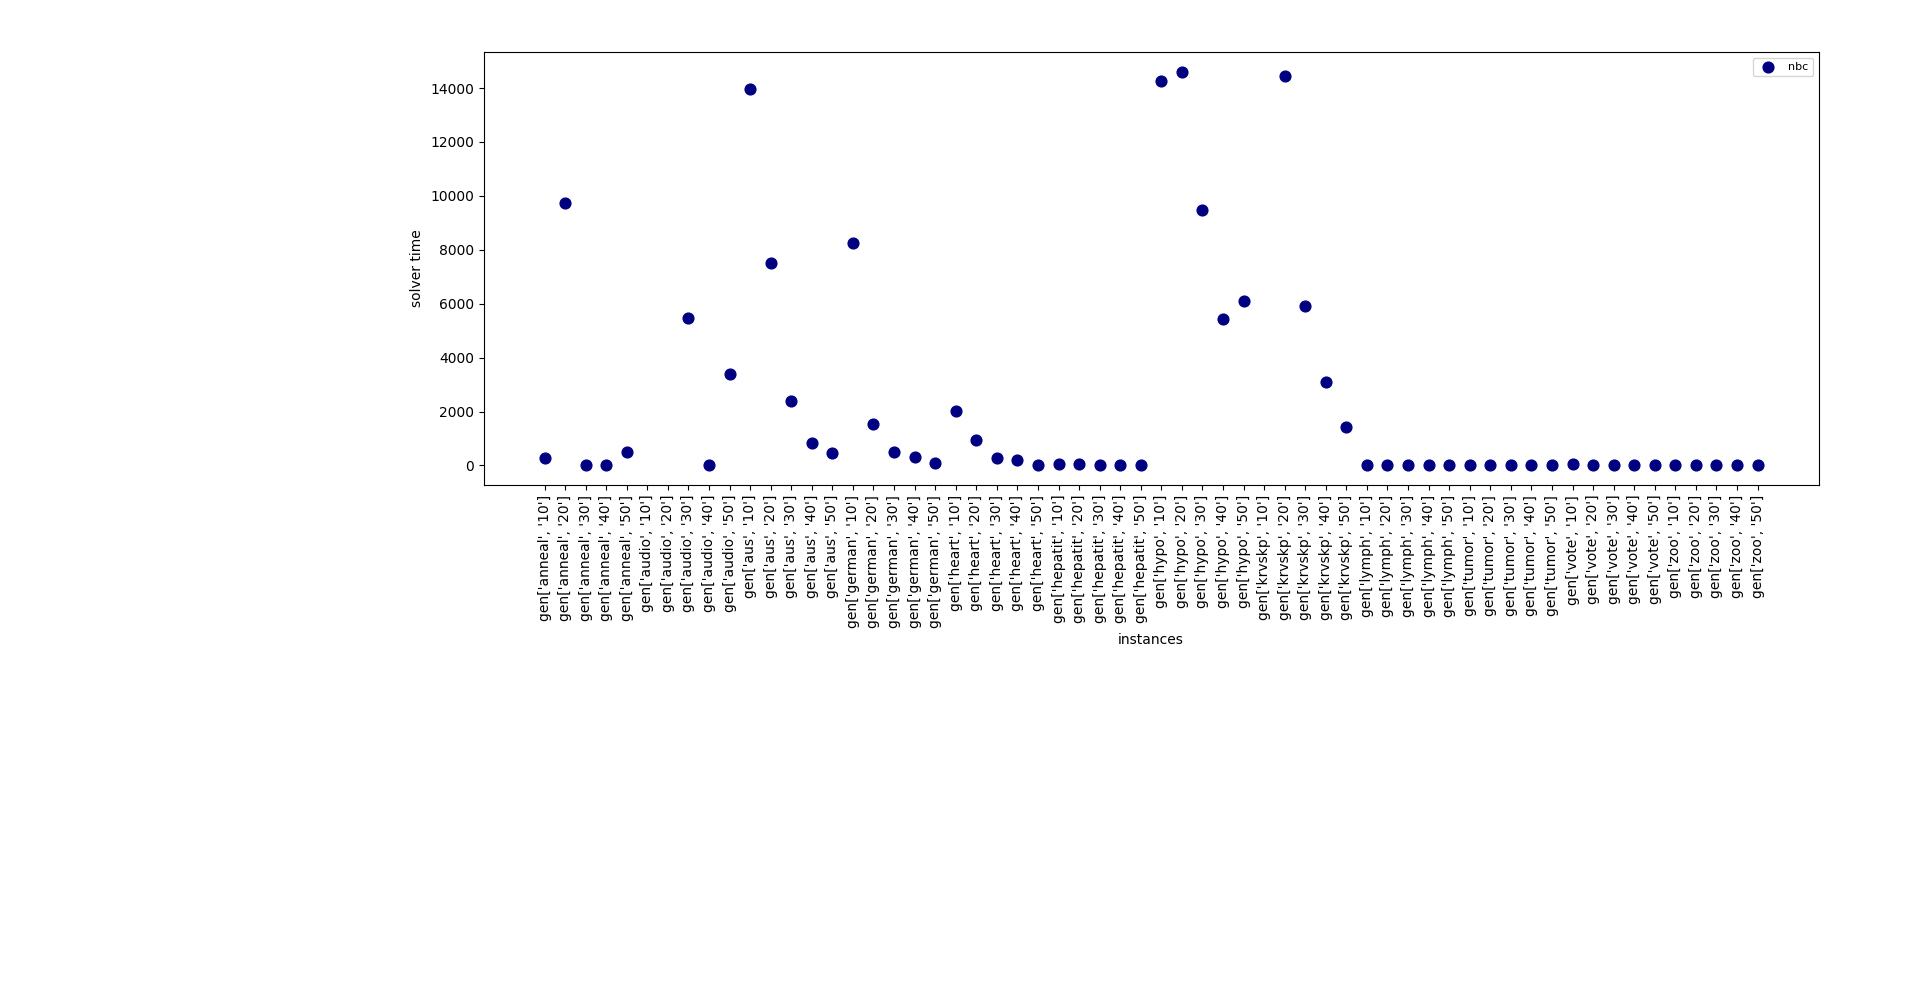 nbc
14000
12000
10000
8000
6000
4000
2000
0
solver time
gen['anneal', '10']
gen['anneal', '20']
gen['anneal', '30']
gen['anneal', '40']
gen['anneal', '50']
gen['audio', '10']
gen['audio', '20']
gen['audio', '30']
gen['audio', '40']
gen['audio', '50']
gen['aus', '10']
gen['aus', '20']
gen['aus', '30']
gen['aus', '40']
gen['aus', '50']
gen['german', '10']
gen['german', '20']
gen['german', '30']
gen['german', '40']
gen['german', '50']
gen['heart', '10']
gen['heart', '20']
gen['heart', '30']
gen['heart', '40']
gen['heart', '50']
gen['hepatit', '10']
gen['hepatit', '20']
gen['hepatit', '30']
gen['hepatit', '40']
gen['hepatit', '50']
gen['hypo', '10']
gen['hypo', '20']
gen['hypo', '30']
gen['hypo', '40']
gen['hypo', '50']
gen['krvskp', '10']
gen['krvskp', '20']
gen['krvskp', '30']
gen['krvskp', '40']
gen['krvskp', '50']
gen['lymph', '10']
gen['lymph', '20']
gen['lymph', '30']
gen['lymph', '40']
gen['lymph', '50']
gen['tumor', '10']
gen['tumor', '20']
gen['tumor', '30']
gen['tumor', '40']
gen['tumor', '50']
gen['vote', '10']
gen['vote', '20']
gen['vote', '30']
gen['vote', '40']
gen['vote', '50']
gen['zoo', '10']
gen['zoo', '20']
gen['zoo', '30']
gen['zoo', '40']
gen['zoo', '50']
instances